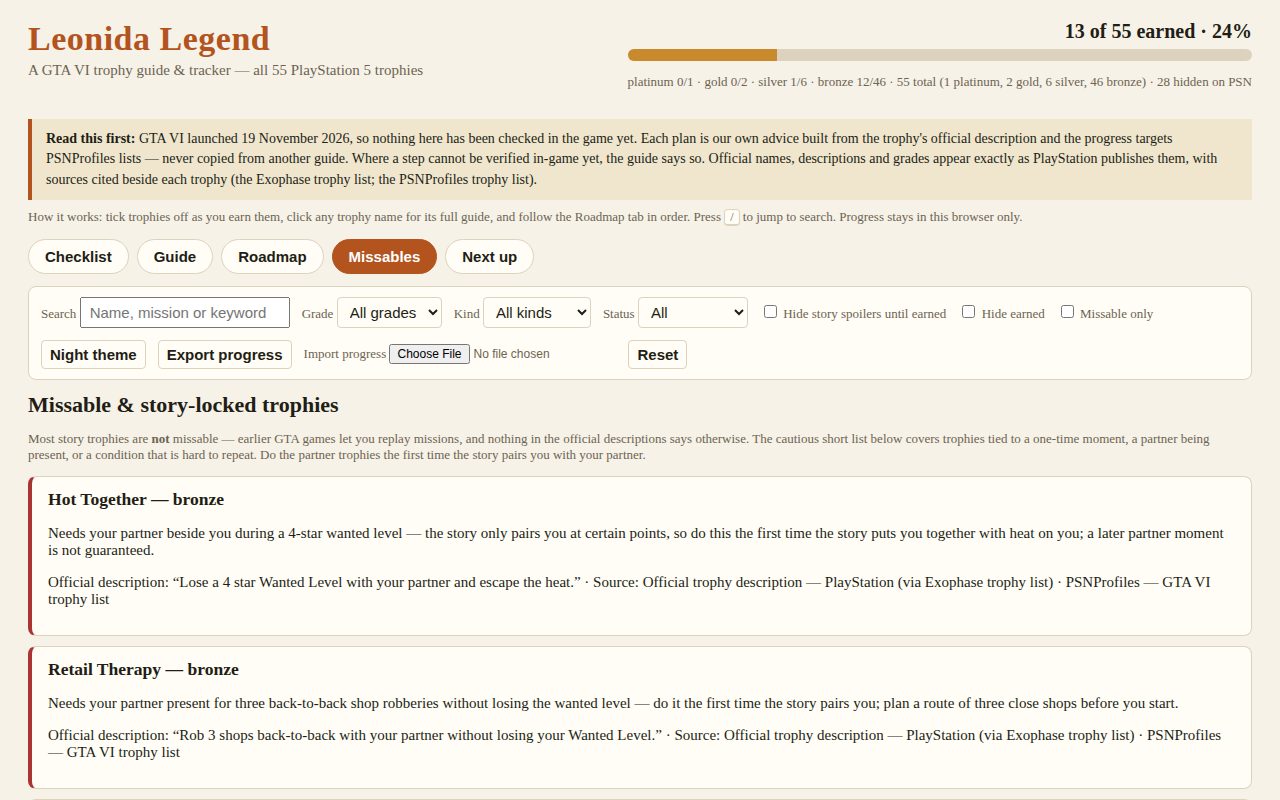 Leonida Legend
A GTA VI trophy guide & tracker — all 55 PlayStation 5 trophies
13 of 55 earned · 24%
platinum 0/1 · gold 0/2 · silver 1/6 · bronze 12/46 · 55 total (1 platinum, 2 gold, 6 silver, 46 bronze) · 28 hidden on PSN
Read this first: GTA VI launched 19 November 2026, so nothing here has been checked in the game yet. Each plan is our own advice built from the trophy's official description and the progress targets
PSNProfiles lists — never copied from another guide. Where a step cannot be verified in-game yet, the guide says so. Official names, descriptions and grades appear exactly as PlayStation publishes them, with
sources cited beside each trophy (the Exophase trophy list; the PSNProfiles trophy list).
How it works: tick trophies off as you earn them, click any trophy name for its full guide, and follow the Roadmap tab in order. Press / to jump to search. Progress stays in this browser only.
Checklist Guide Roadmap Missables Next up
Search Name, mission or keyword Grade All grades Kind All kinds Status All Hide story spoilers until earned Hide earned Missable only
Night theme Export progress Import progress Choose File No file chosen Reset
Missable & story-locked trophies
Most story trophies are not missable — earlier GTA games let you replay missions, and nothing in the official descriptions says otherwise. The cautious short list below covers trophies tied to a one-time moment, a partner being
present, or a condition that is hard to repeat. Do the partner trophies the first time the story pairs you with your partner.
Hot Together — bronze
Needs your partner beside you during a 4-star wanted level — the story only pairs you at certain points, so do this the first time the story puts you together with heat on you; a later partner moment
is not guaranteed.
Official description: “Lose a 4 star Wanted Level with your partner and escape the heat.” · Source: Official trophy description — PlayStation (via Exophase trophy list) · PSNProfiles — GTA VI
trophy list
Retail Therapy — bronze
Needs your partner present for three back-to-back shop robberies without losing the wanted level — do it the first time the story pairs you; plan a route of three close shops before you start.
Official description: “Rob 3 shops back-to-back with your partner without losing your Wanted Level.” · Source: Official trophy description — PlayStation (via Exophase trophy list) · PSNProfiles
— GTA VI trophy list